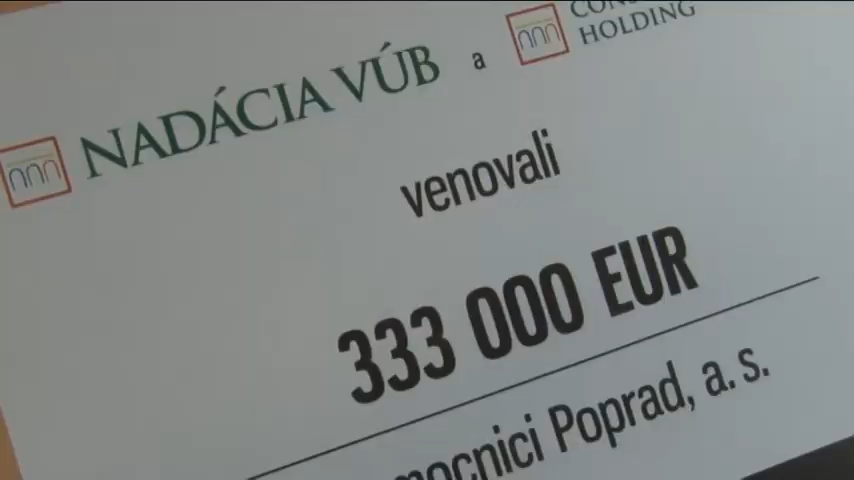 NADÁCIA VÚB a
HOLDING
venovali
333 000 EUR
Poprad, a. s.